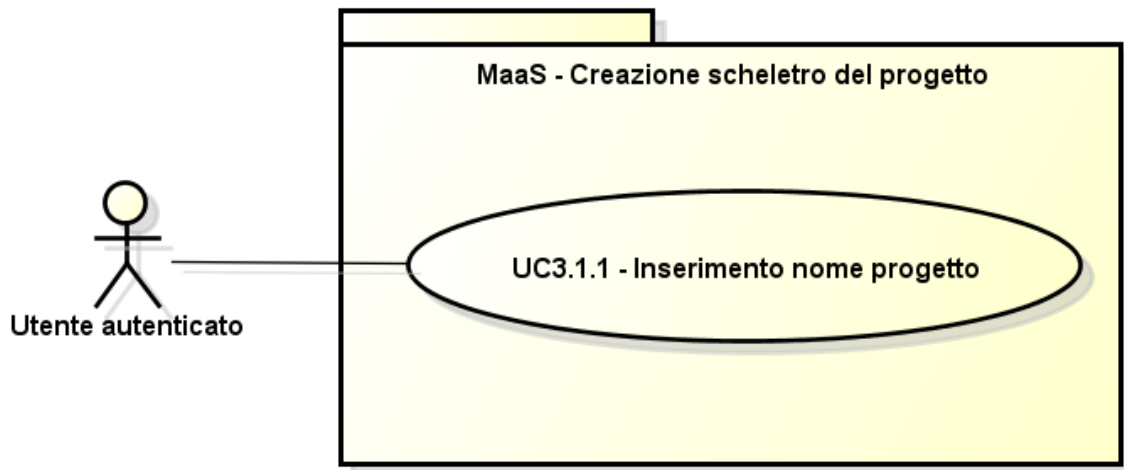 MaaS - Creazione scheletro del progetto
UC3.1.1 - Inserimento nome progetto
Utente autenticato